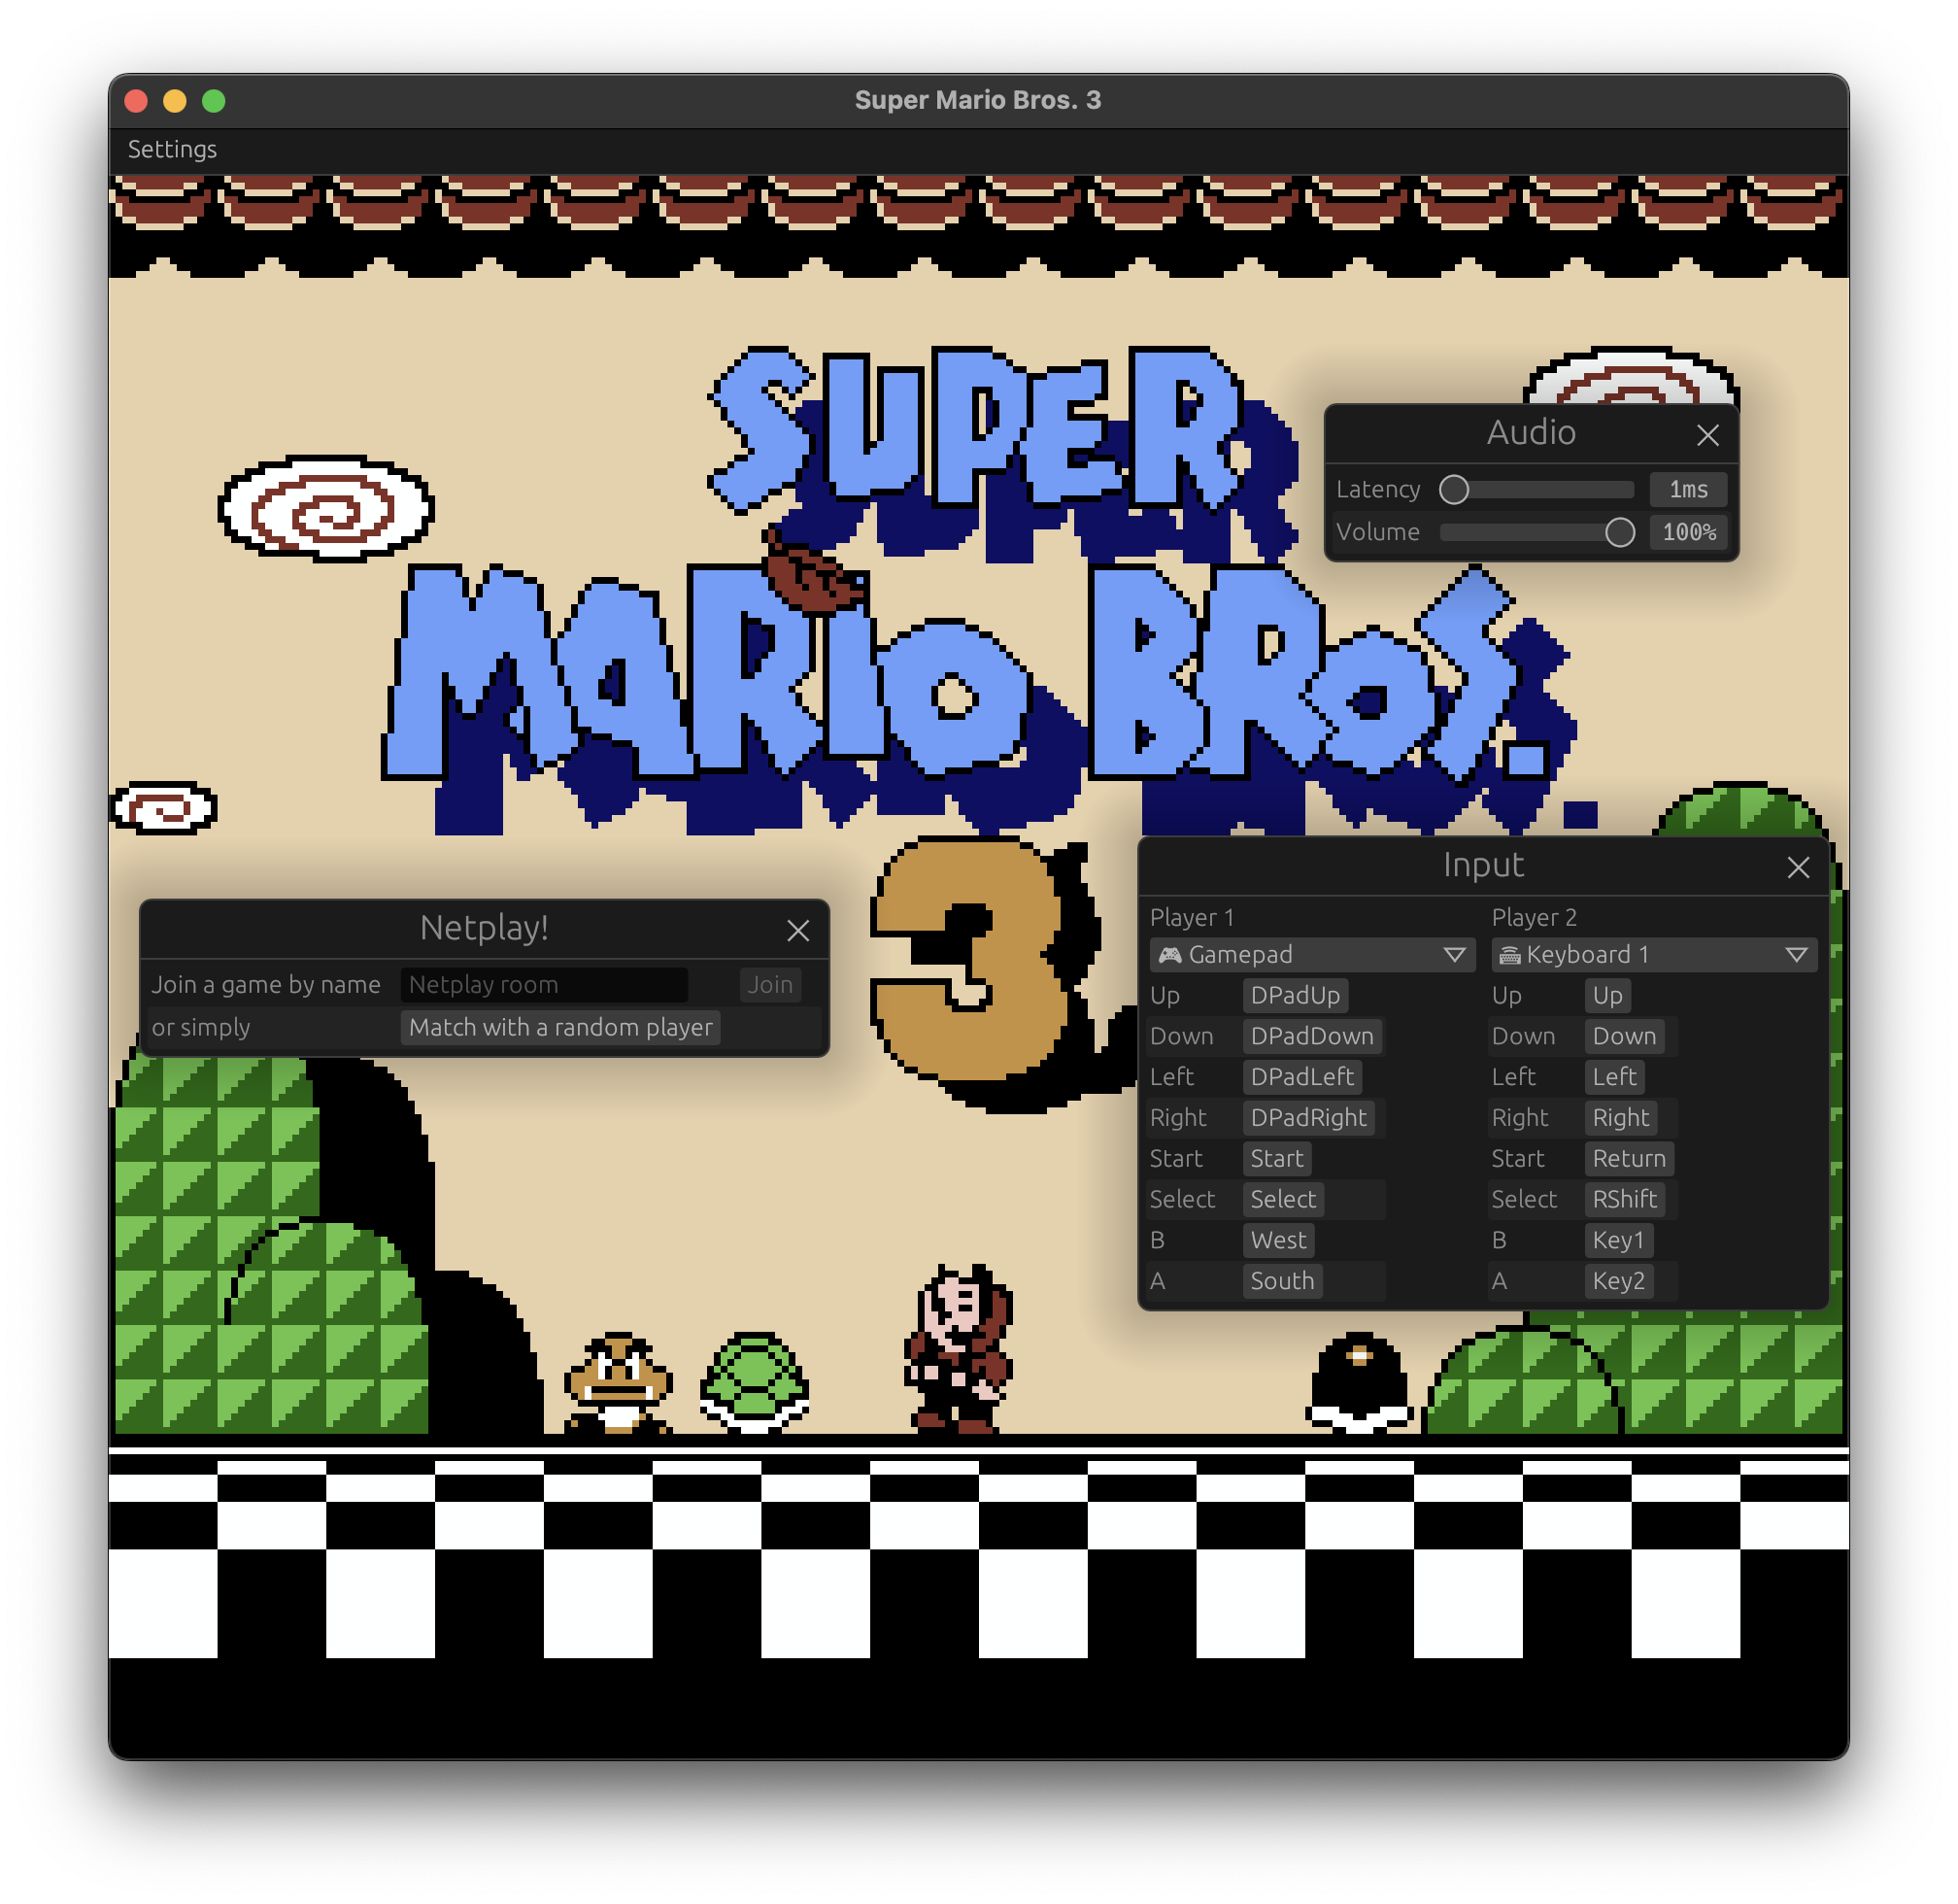 Super Mario Bros. 3
Settings
SUPER
MARIO BROS.
3
Audio
Latency 1ms
Volume 100%
Netplay!
Join a game by name Netplay room Join
or simply Match with a random player
Input
Player 1 Player 2
Gamepad Keyboard 1
Up DPadUp Up Up
Down DPadDown Down Down
Left DPadLeft Left Left
Right DPadRight Right Right
Start Start Start Return
Select Select Select RShift
B West B Key1
A South A Key2